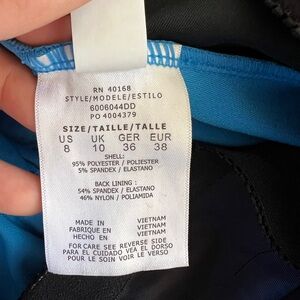 RN 40168
STYLE/MODELE/ESTILO
6006044DD
PO 4004379
SIZE/TAILLE/TALLE
US UK GER EUR
8 10 36 38
SHELL:
95% POLYESTER / POLIESTER
5% SPANDEX / ELASTANO
BACK LINING :
54% SPANDEX / ELASTANO
46% NYLON / POLIAMIDA
MADE IN VIETNAM
FABRIQUE EN VIETNAM
HECHO EN VIETNAM
FOR CARE SEE REVERSE SIDE
PARA EL CUIDADO VEA EL DORSO
POUR LE SOIN VOIR LE VERSO